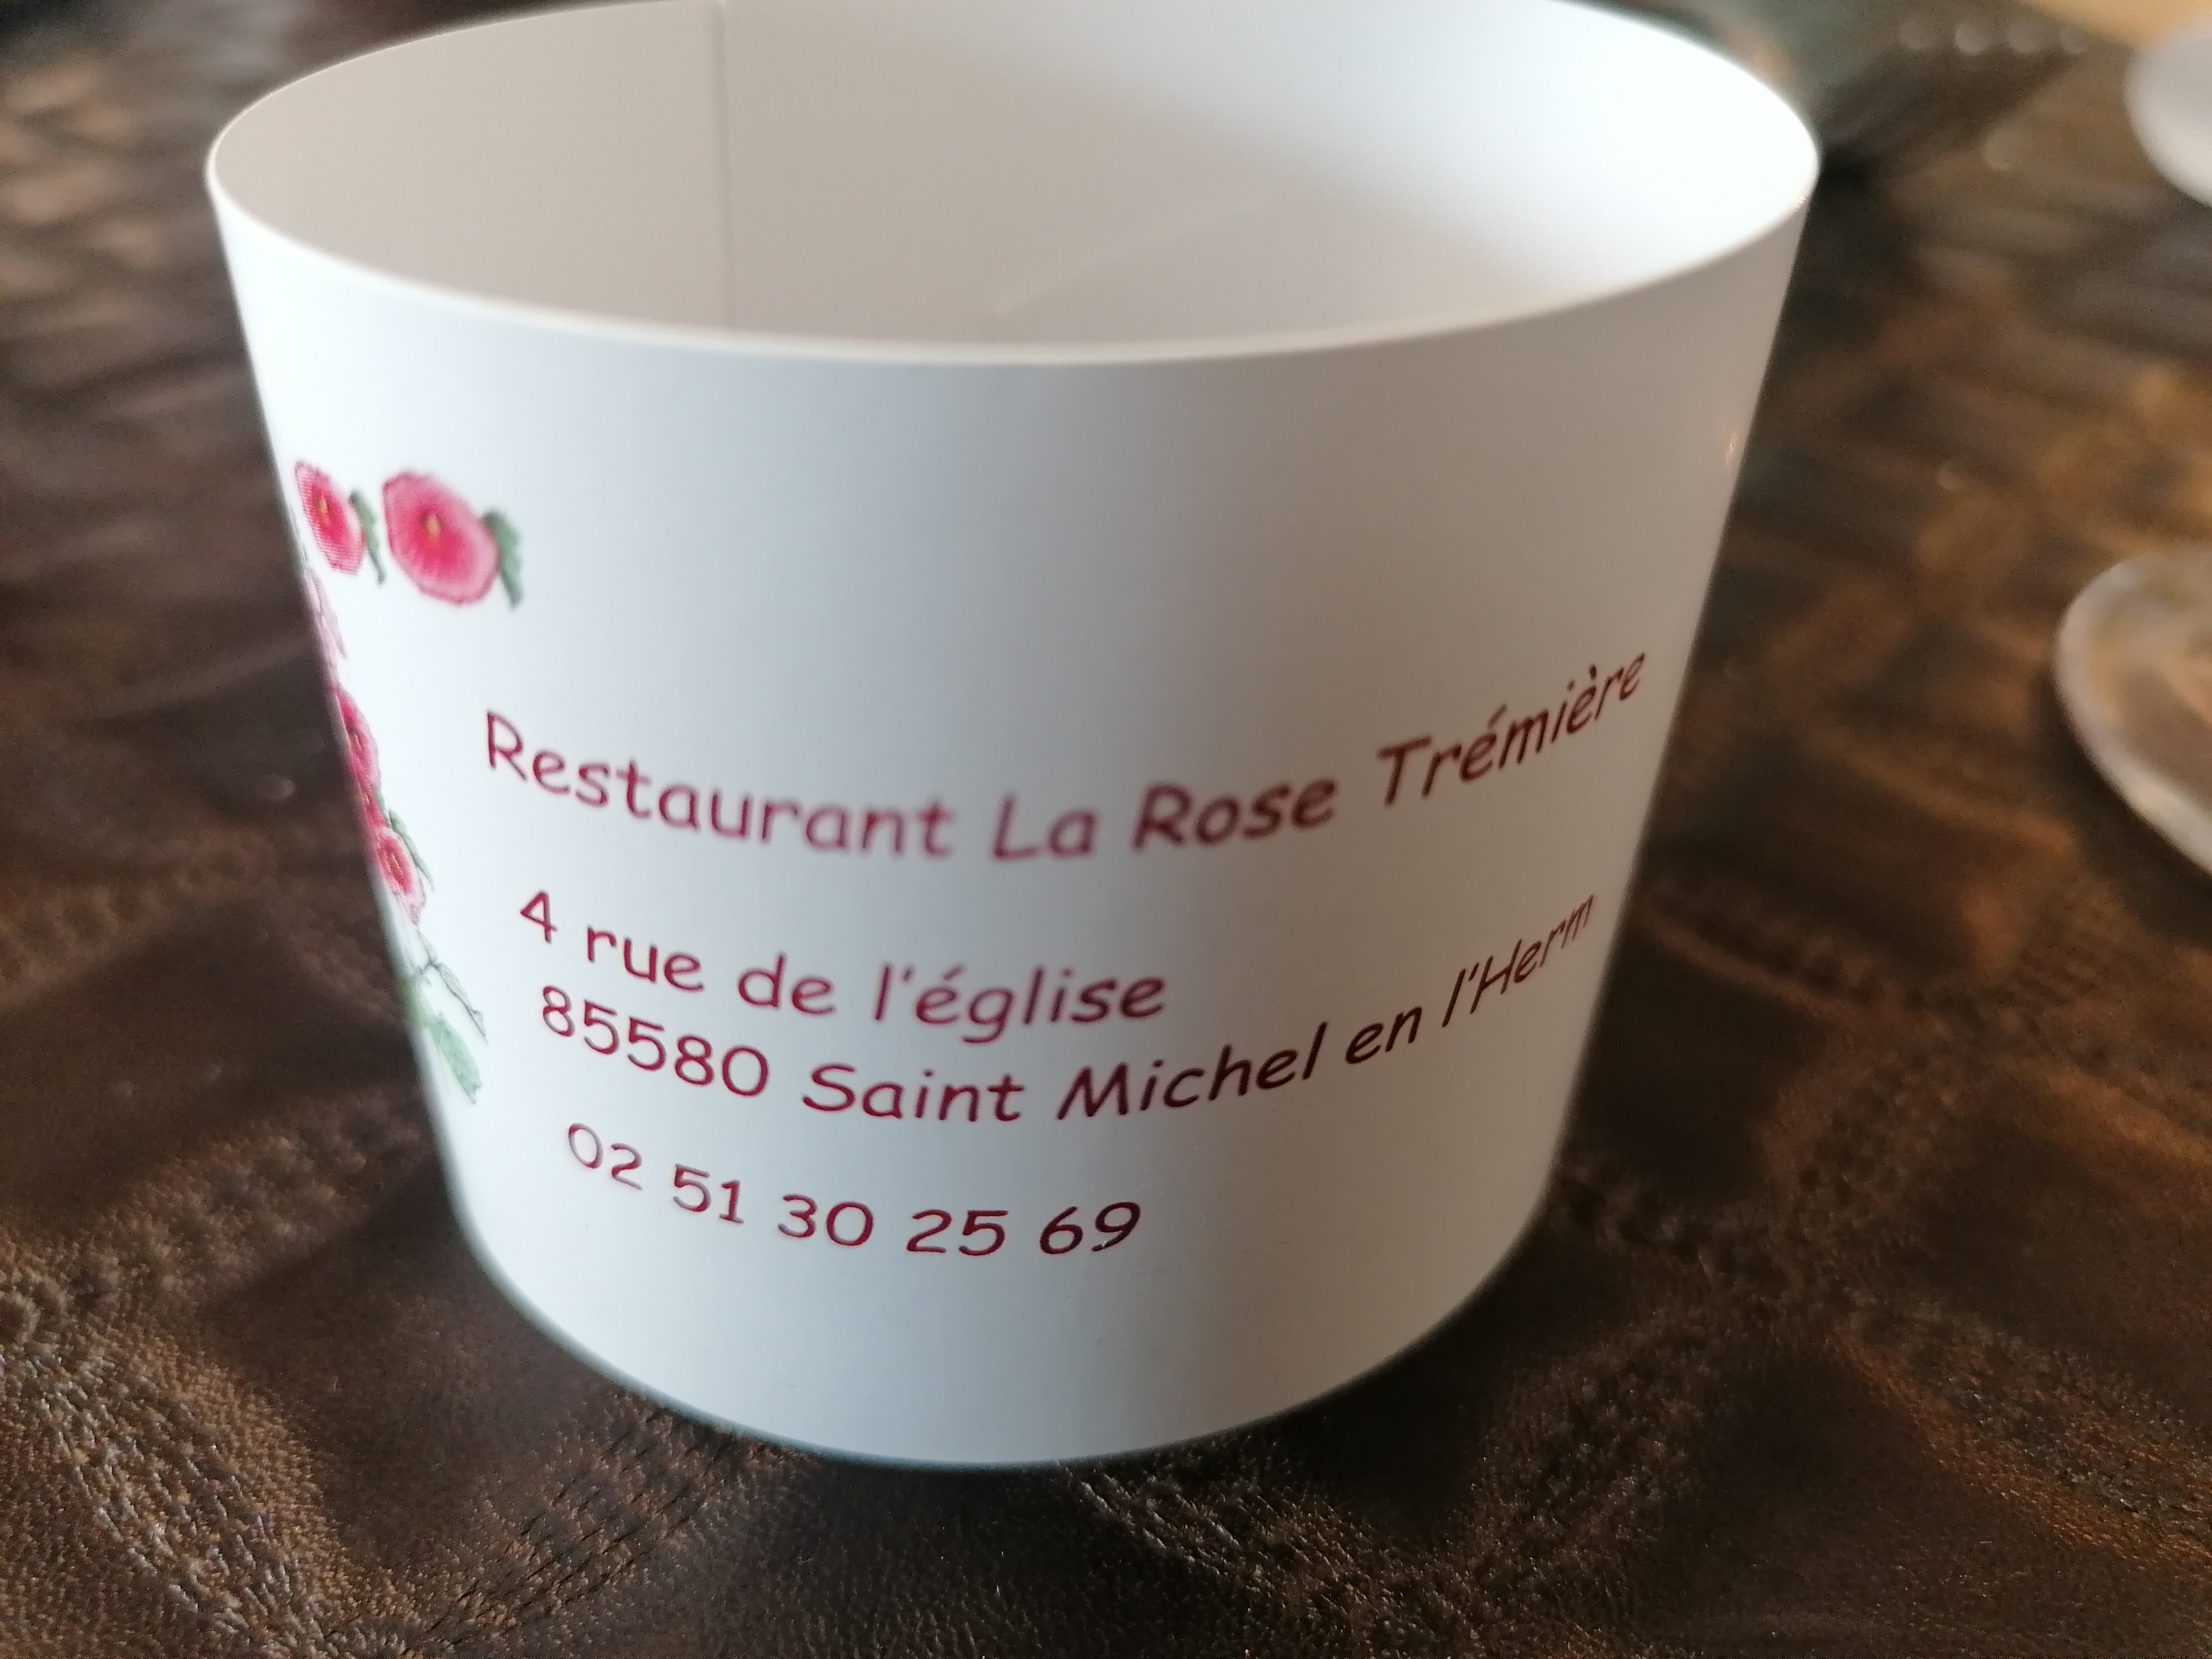 Restaurant La Rose Trémière
4 rue de l'église
85580 Saint Michel en l'Herm
02 51 30 25 69